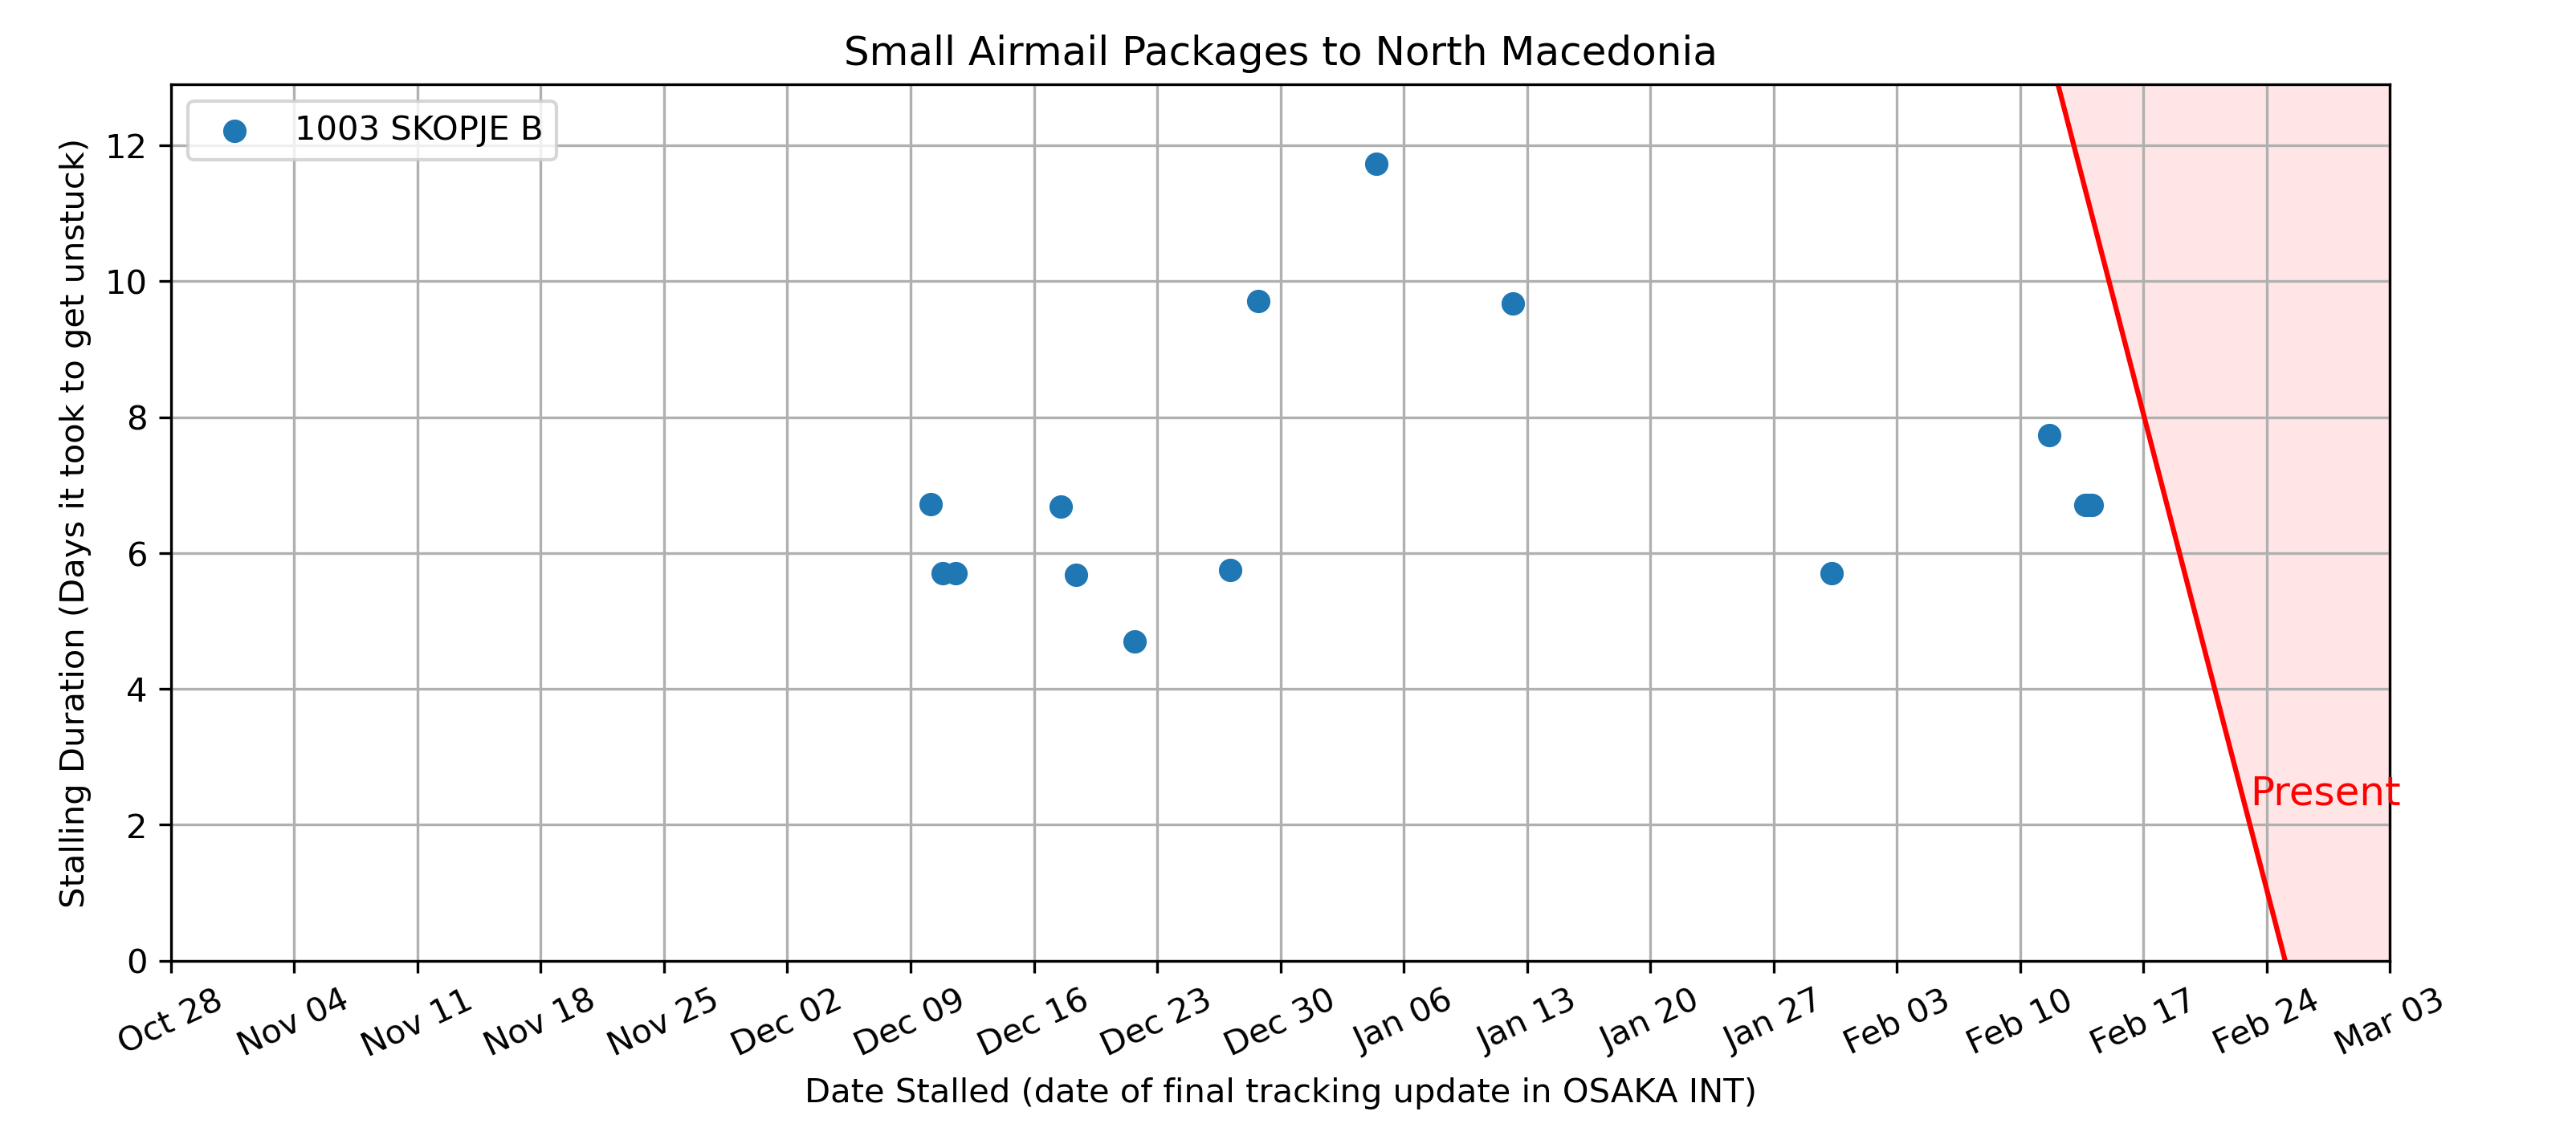 Small Airmail Packages to North Macedonia
1003 SKOPJE B
Stalling Duration (Days it took to get unstuck)
12
10
8
6
4
2
0
Present
Oct 28 Nov 04 Nov 11 Nov 18 Nov 25 Dec 02 Dec 09 Dec 16 Dec 23 Dec 30 Jan 06 Jan 13 Jan 20 Jan 27 Feb 03 Feb 10 Feb 17 Feb 24 Mar 03
Date Stalled (date of final tracking update in OSAKA INT)